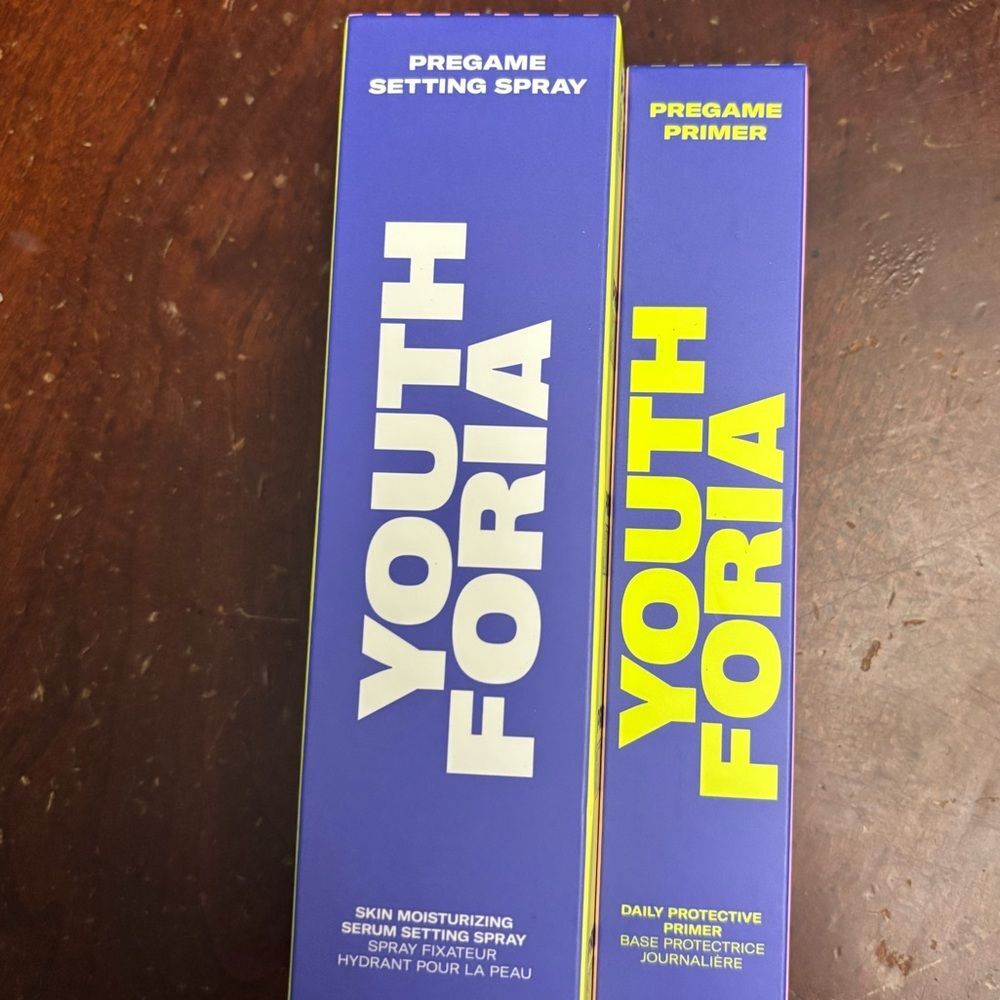 PREGAME
SETTING SPRAY
YOUTH
FORIA
SKIN MOISTURIZING
SERUM SETTING SPRAY
SPRAY FIXATEUR
HYDRANT POUR LA PEAU
PREGAME
PRIMER
YOUTH
FORIA
DAILY PROTECTIVE
PRIMER
BASE PROTECTRICE
JOURNALIÈRE